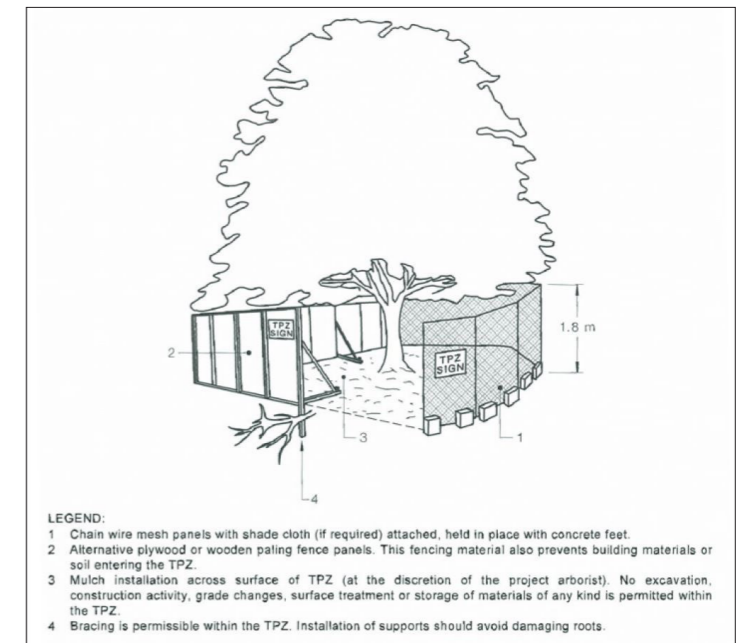 TPZ
SIGN
1.8 m
2
TPZ
SIGN
3
1
4
LEGEND:
1 Chain wire mesh panels with shade cloth (if required) attached, held in place with concrete feet.
2 Alternative plywood or wooden paling fence panels. This fencing material also prevents building materials or
soil entering the TPZ.
3 Mulch installation across surface of TPZ (at the discretion of the project arborist). No excavation,
construction activity, grade changes, surface treatment or storage of materials of any kind is permitted within
the TPZ.
4 Bracing is permissible within the TPZ. Installation of supports should avoid damaging roots.